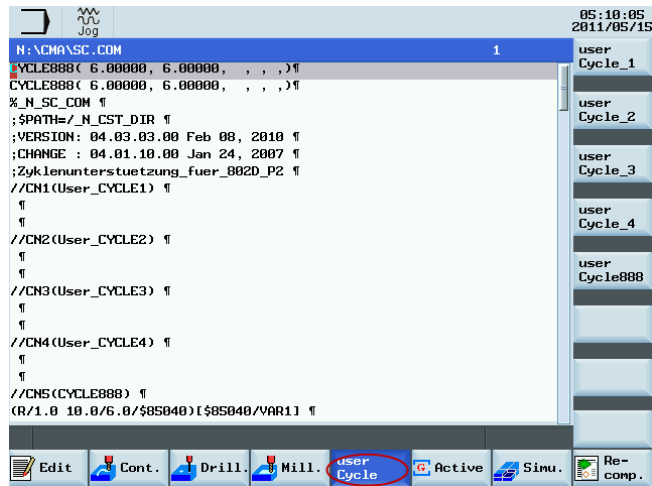 Jog
05:10:05
2011/05/15
N:\CMA\SC.COM 1
CYCLE888( 6.00000, 6.00000, , , ,)¶
CYCLE888( 6.00000, 6.00000, , , ,)¶
%_N_SC_COM ¶
;$PATH=/_N_CST_DIR ¶
;VERSION: 04.03.03.00 Feb 08, 2010 ¶
;CHANGE : 04.01.10.00 Jan 24, 2007 ¶
;Zyklenunterstuetzung_fuer_802D_P2 ¶
//CN1(User_CYCLE1) ¶
¶
¶
//CN2(User_CYCLE2) ¶
¶
¶
//CN3(User_CYCLE3) ¶
¶
¶
//CN4(User_CYCLE4) ¶
¶
¶
//CN5(CYCLE888) ¶
(R/1.0 10.0/6.0/$85040)[$85040/VAR1] ¶
user
Cycle_1
user
Cycle_2
user
Cycle_3
user
Cycle_4
user
Cycle888
Edit
Cont.
Drill.
Mill.
user
Cycle
G Active
Simu.
Re-
comp.